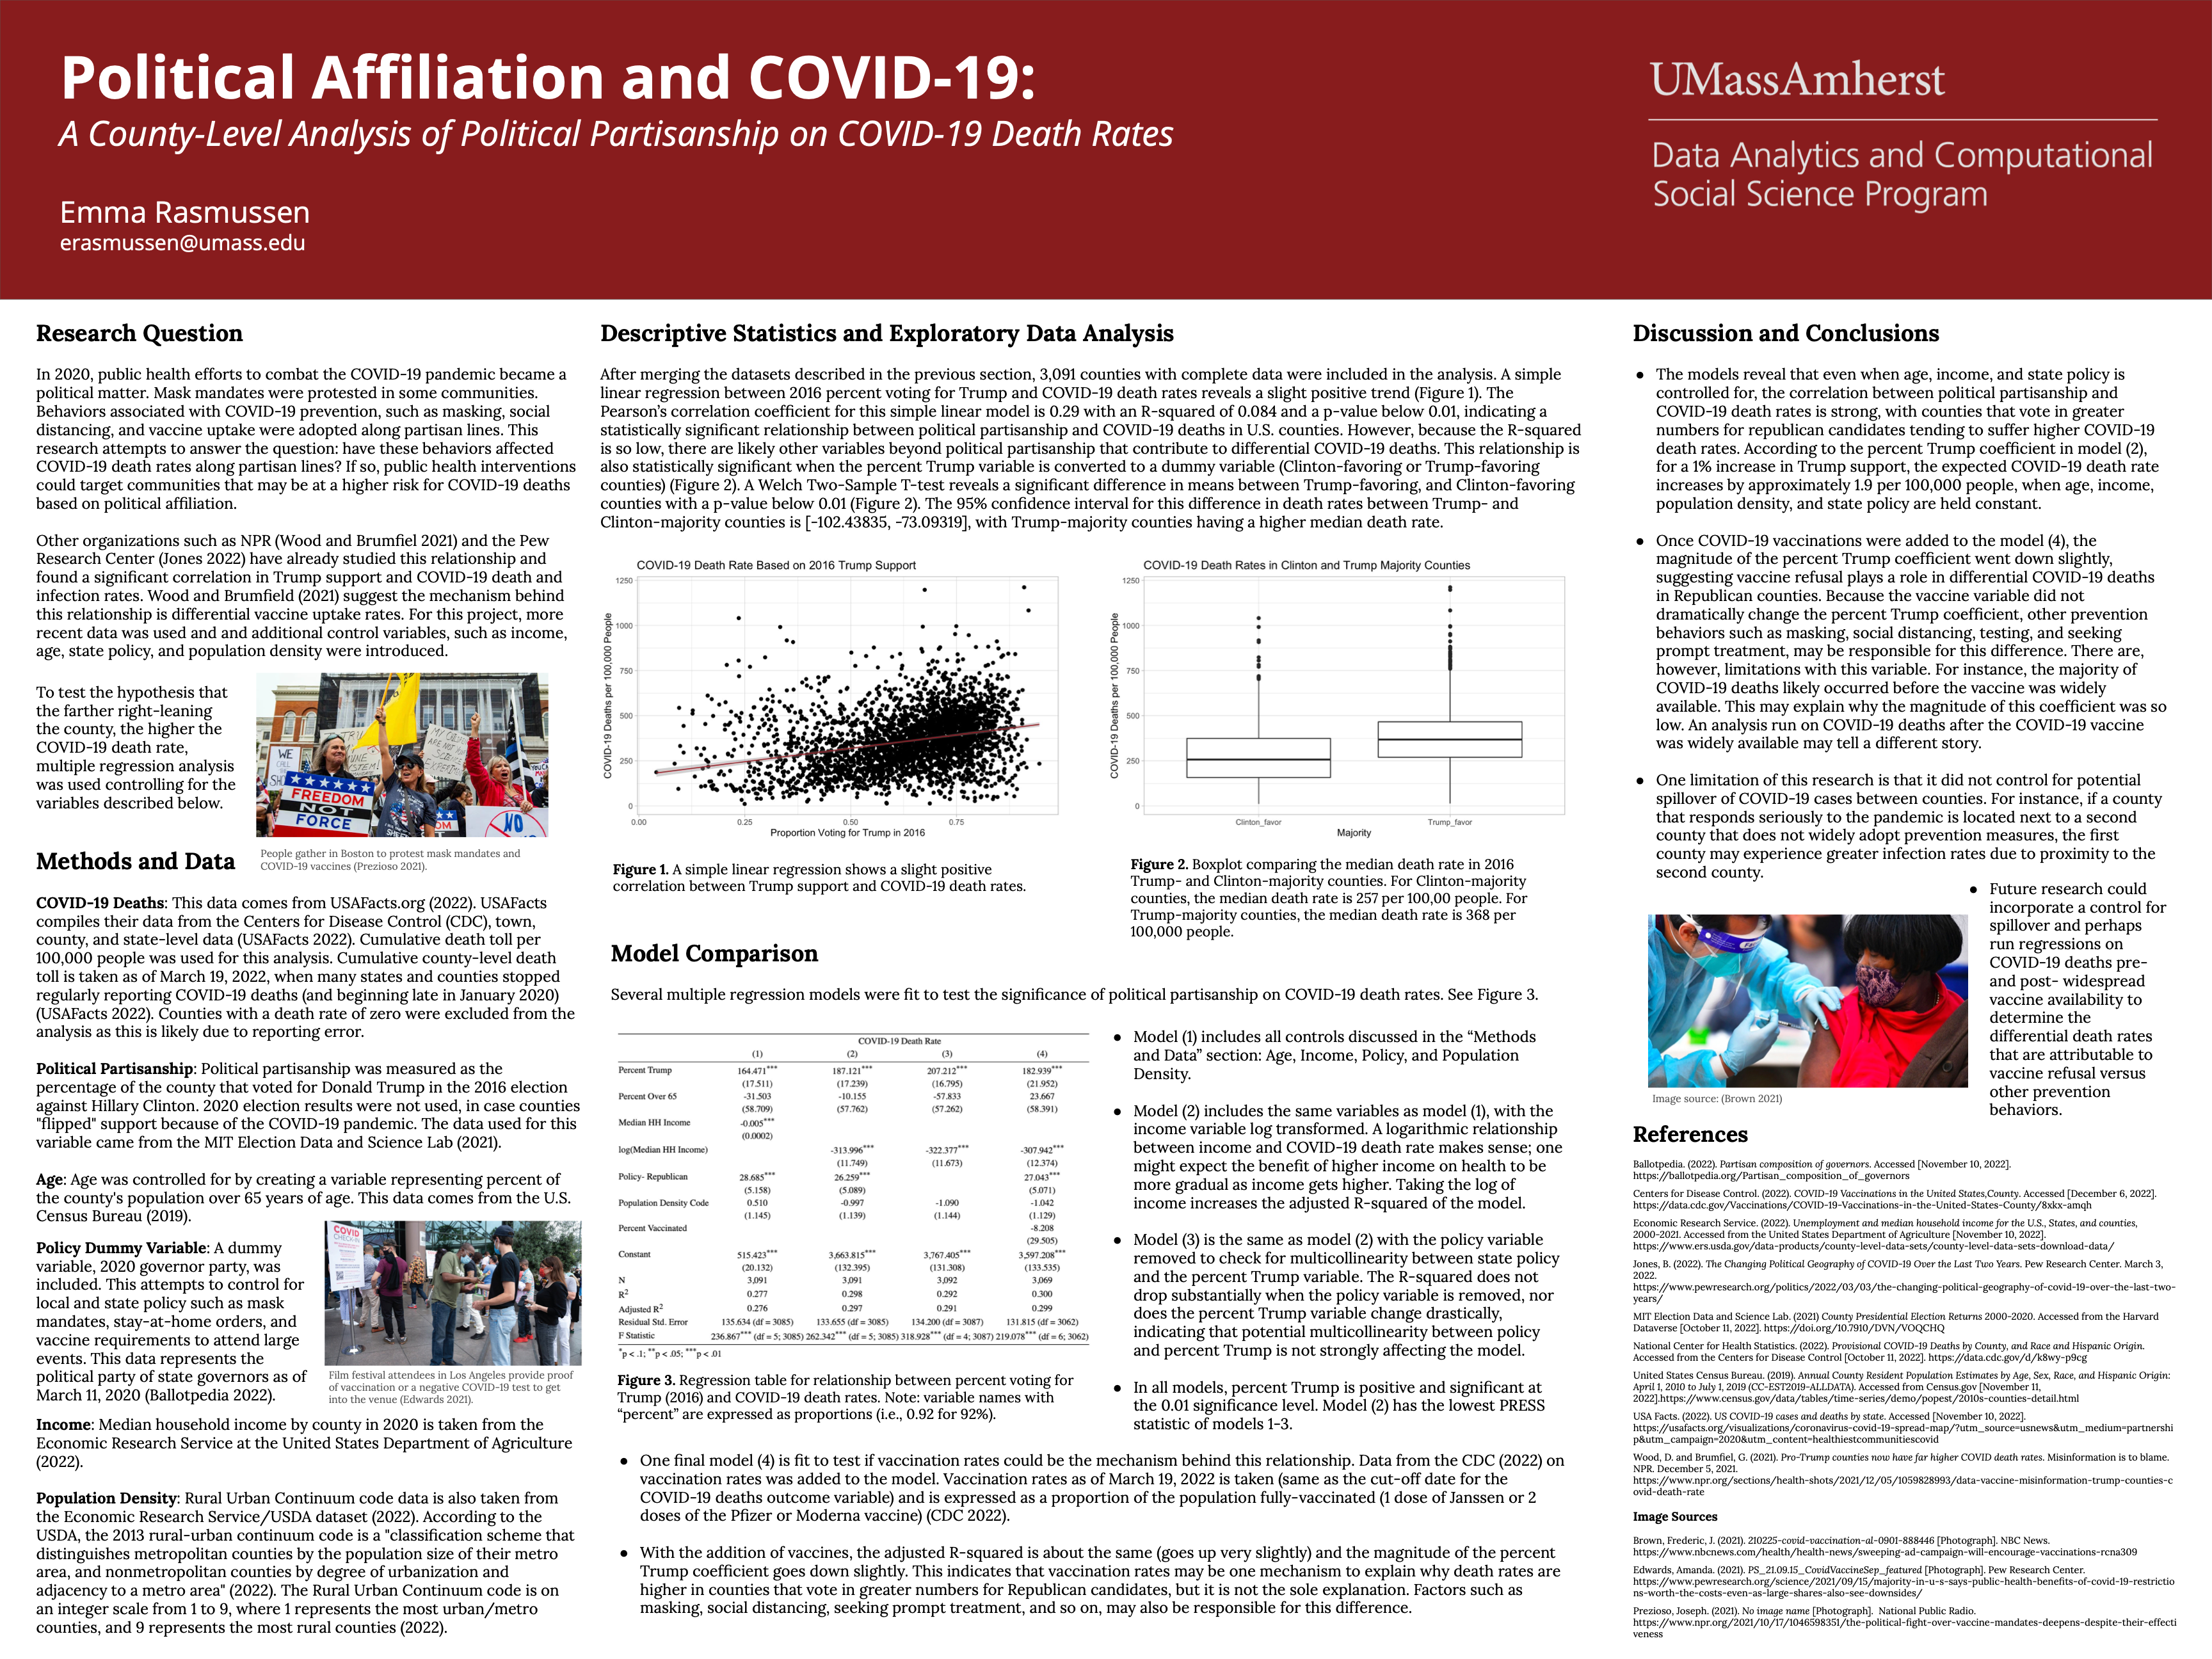 Political Affiliation and COVID-19:
A County-Level Analysis of Political Partisanship on COVID-19 Death Rates
Emma Rasmussen
erasmussen@umass.edu
UMassAmherst
Data Analytics and Computational
Social Science Program
Research Question
In 2020, public health efforts to combat the COVID-19 pandemic became a
political matter. Mask mandates were protested in some communities.
Behaviors associated with COVID-19 prevention, such as masking, social
distancing, and vaccine uptake were adopted along partisan lines. This
research attempts to answer the question: have these behaviors affected
COVID-19 death rates along partisan lines? If so, public health interventions
could target communities that may be at a higher risk for COVID-19 deaths
based on political affiliation.
Other organizations such as NPR (Wood and Brumfiel 2021) and the Pew
Research Center (Jones 2022) have already studied this relationship and
found a significant correlation in Trump support and COVID-19 death and
infection rates. Wood and Brumfield (2021) suggest the mechanism behind
this relationship is differential vaccine uptake rates. For this project, more
recent data was used and and additional control variables, such as income,
age, state policy, and population density were introduced.
To test the hypothesis that
the farther right-leaning
the county, the higher the
COVID-19 death rate,
multiple regression analysis
was used controlling for the
variables described below.
WE
FREEDOM
NOT
FORCE
NO
People gather in Boston to protest mask mandates and
COVID-19 vaccines (Prezioso 2021).
Methods and Data
COVID-19 Deaths: This data comes from USAFacts.org (2022). USAFacts
compiles their data from the Centers for Disease Control (CDC), town,
county, and state-level data (USAFacts 2022). Cumulative death toll per
100,000 people was used for this analysis. Cumulative county-level death
toll is taken as of March 19, 2022, when many states and counties stopped
regularly reporting COVID-19 deaths (and beginning late in January 2020)
(USAFacts 2022). Counties with a death rate of zero were excluded from the
analysis as this is likely due to reporting error.
Political Partisanship: Political partisanship was measured as the
percentage of the county that voted for Donald Trump in the 2016 election
against Hillary Clinton. 2020 election results were not used, in case counties
"flipped" support because of the COVID-19 pandemic. The data used for this
variable came from the MIT Election Data and Science Lab (2021).
Age: Age was controlled for by creating a variable representing percent of
the county's population over 65 years of age. This data comes from the U.S.
Census Bureau (2019).
Policy Dummy Variable: A dummy
variable, 2020 governor party, was
included. This attempts to control for
local and state policy such as mask
mandates, stay-at-home orders, and
vaccine requirements to attend large
events. This data represents the
political party of state governors as of
March 11, 2020 (Ballotpedia 2022).
COVID
CHECK-IN
Film festival attendees in Los Angeles provide proof
of vaccination or a negative COVID-19 test to get
into the venue (Edwards 2021).
Income: Median household income by county in 2020 is taken from the
Economic Research Service at the United States Department of Agriculture
(2022).
Population Density: Rural Urban Continuum code data is also taken from
the Economic Research Service/USDA dataset (2022). According to the
USDA, the 2013 rural-urban continuum code is a "classification scheme that
distinguishes metropolitan counties by the population size of their metro
area, and nonmetropolitan counties by degree of urbanization and
adjacency to a metro area" (2022). The Rural Urban Continuum code is on
an integer scale from 1 to 9, where 1 represents the most urban/metro
counties, and 9 represents the most rural counties (2022).
Descriptive Statistics and Exploratory Data Analysis
After merging the datasets described in the previous section, 3,091 counties with complete data were included in the analysis. A simple
linear regression between 2016 percent voting for Trump and COVID-19 death rates reveals a slight positive trend (Figure 1). The
Pearson's correlation coefficient for this simple linear model is 0.29 with an R-squared of 0.084 and a p-value below 0.01, indicating a
statistically significant relationship between political partisanship and COVID-19 deaths in U.S. counties. However, because the R-squared
is so low, there are likely other variables beyond political partisanship that contribute to differential COVID-19 deaths. This relationship is
also statistically significant when the percent Trump variable is converted to a dummy variable (Clinton-favoring or Trump-favoring
counties) (Figure 2). A Welch Two-Sample T-test reveals a significant difference in means between Trump-favoring, and Clinton-favoring
counties with a p-value below 0.01 (Figure 2). The 95% confidence interval for this difference in death rates between Trump- and
Clinton-majority counties is [-102.43835, -73.09319], with Trump-majority counties having a higher median death rate.
COVID-19 Death Rate Based on 2016 Trump Support
COVID-19 Deaths per 100,000 People
1250
1000
750
500
250
0
0.00 0.25 0.50 0.75
Proportion Voting for Trump in 2016
Figure 1. A simple linear regression shows a slight positive
correlation between Trump support and COVID-19 death rates.
COVID-19 Death Rates in Clinton and Trump Majority Counties
COVID-19 Deaths per 100,000 People
1250
1000
750
500
250
0
Clinton_favor Trump_favor
Majority
Figure 2. Boxplot comparing the median death rate in 2016
Trump- and Clinton-majority counties. For Clinton-majority
counties, the median death rate is 257 per 100,00 people. For
Trump-majority counties, the median death rate is 368 per
100,000 people.
Model Comparison
Several multiple regression models were fit to test the significance of political partisanship on COVID-19 death rates. See Figure 3.
COVID-19 Death Rate
(1) (2) (3) (4)
Percent Trump 164.471*** 187.121*** 207.212*** 182.939***
(17.511) (17.239) (16.795) (21.952)
Percent Over 65 -31.503 -10.155 -57.833 23.667
(58.709) (57.762) (57.262) (58.391)
Median HH Income -0.005***
(0.0002)
log(Median HH Income) -313.996*** -322.377*** -307.942***
(11.749) (11.673) (12.374)
Policy- Republican 28.685*** 26.259*** 27.043***
(5.158) (5.089) (5.071)
Population Density Code 0.510 -0.997 -1.090 -1.042
(1.145) (1.139) (1.144) (1.129)
Percent Vaccinated -8.208
(29.505)
Constant 515.423*** 3,663.815*** 3,767.405*** 3,597.208***
(20.132) (132.395) (131.308) (133.535)
N 3,091 3,091 3,092 3,069
R2 0.277 0.298 0.292 0.300
Adjusted R2 0.276 0.297 0.291 0.299
Residual Std. Error 135.634 (df = 3085) 133.655 (df = 3085) 134.200 (df = 3087) 131.815 (df = 3062)
F Statistic 236.867*** (df = 5; 3085) 262.342*** (df = 5; 3085) 318.928*** (df = 4; 3087) 219.078*** (df = 6; 3062)
*p < .1; **p < .05; ***p < .01
Figure 3. Regression table for relationship between percent voting for
Trump (2016) and COVID-19 death rates. Note: variable names with
"percent" are expressed as proportions (i.e., 0.92 for 92%).
● Model (1) includes all controls discussed in the "Methods
and Data" section: Age, Income, Policy, and Population
Density.
● Model (2) includes the same variables as model (1), with the
income variable log transformed. A logarithmic relationship
between income and COVID-19 death rate makes sense; one
might expect the benefit of higher income on health to be
more gradual as income gets higher. Taking the log of
income increases the adjusted R-squared of the model.
● Model (3) is the same as model (2) with the policy variable
removed to check for multicollinearity between state policy
and the percent Trump variable. The R-squared does not
drop substantially when the policy variable is removed, nor
does the percent Trump variable change drastically,
indicating that potential multicollinearity between policy
and percent Trump is not strongly affecting the model.
● In all models, percent Trump is positive and significant at
the 0.01 significance level. Model (2) has the lowest PRESS
statistic of models 1-3.
● One final model (4) is fit to test if vaccination rates could be the mechanism behind this relationship. Data from the CDC (2022) on
vaccination rates was added to the model. Vaccination rates as of March 19, 2022 is taken (same as the cut-off date for the
COVID-19 deaths outcome variable) and is expressed as a proportion of the population fully-vaccinated (1 dose of Janssen or 2
doses of the Pfizer or Moderna vaccine) (CDC 2022).
● With the addition of vaccines, the adjusted R-squared is about the same (goes up very slightly) and the magnitude of the percent
Trump coefficient goes down slightly. This indicates that vaccination rates may be one mechanism to explain why death rates are
higher in counties that vote in greater numbers for Republican candidates, but it is not the sole explanation. Factors such as
masking, social distancing, seeking prompt treatment, and so on, may also be responsible for this difference.
Discussion and Conclusions
● The models reveal that even when age, income, and state policy is
controlled for, the correlation between political partisanship and
COVID-19 death rates is strong, with counties that vote in greater
numbers for republican candidates tending to suffer higher COVID-19
death rates. According to the percent Trump coefficient in model (2),
for a 1% increase in Trump support, the expected COVID-19 death rate
increases by approximately 1.9 per 100,000 people, when age, income,
population density, and state policy are held constant.
● Once COVID-19 vaccinations were added to the model (4), the
magnitude of the percent Trump coefficient went down slightly,
suggesting vaccine refusal plays a role in differential COVID-19 deaths
in Republican counties. Because the vaccine variable did not
dramatically change the percent Trump coefficient, other prevention
behaviors such as masking, social distancing, testing, and seeking
prompt treatment, may be responsible for this difference. There are,
however, limitations with this variable. For instance, the majority of
COVID-19 deaths likely occurred before the vaccine was widely
available. This may explain why the magnitude of this coefficient was so
low. An analysis run on COVID-19 deaths after the COVID-19 vaccine
was widely available may tell a different story.
● One limitation of this research is that it did not control for potential
spillover of COVID-19 cases between counties. For instance, if a county
that responds seriously to the pandemic is located next to a second
county that does not widely adopt prevention measures, the first
county may experience greater infection rates due to proximity to the
second county.
● Future research could
incorporate a control for
spillover and perhaps
run regressions on
COVID-19 deaths pre-
and post- widespread
vaccine availability to
determine the
differential death rates
that are attributable to
vaccine refusal versus
other prevention
behaviors.
Image source: (Brown 2021)
References
Ballotpedia. (2022). Partisan composition of governors. Accessed [November 10, 2022].
https://ballotpedia.org/Partisan_composition_of_governors
Centers for Disease Control. (2022). COVID-19 Vaccinations in the United States,County. Accessed [December 6, 2022].
https://data.cdc.gov/Vaccinations/COVID-19-Vaccinations-in-the-United-States-County/8xkx-amqh
Economic Research Service. (2022). Unemployment and median household income for the U.S., States, and counties,
2000-2021. Accessed from the United States Department of Agriculture [November 10, 2022].
https://www.ers.usda.gov/data-products/county-level-data-sets/county-level-data-sets-download-data/
Jones, B. (2022). The Changing Political Geography of COVID-19 Over the Last Two Years. Pew Research Center. March 3,
2022.
https://www.pewresearch.org/politics/2022/03/03/the-changing-political-geography-of-covid-19-over-the-last-two-
years/
MIT Election Data and Science Lab. (2021) County Presidential Election Returns 2000-2020. Accessed from the Harvard
Dataverse [October 11, 2022]. https://doi.org/10.7910/DVN/VOQCHQ
National Center for Health Statistics. (2022). Provisional COVID-19 Deaths by County, and Race and Hispanic Origin.
Accessed from the Centers for Disease Control [October 11, 2022]. https://data.cdc.gov/d/k8wy-p9cg
United States Census Bureau. (2019). Annual County Resident Population Estimates by Age, Sex, Race, and Hispanic Origin:
April 1, 2010 to July 1, 2019 (CC-EST2019-ALLDATA). Accessed from Census.gov [November 11,
2022].https://www.census.gov/data/tables/time-series/demo/popest/2010s-counties-detail.html
USA Facts. (2022). US COVID-19 cases and deaths by state. Accessed [November 10, 2022].
https://usafacts.org/visualizations/coronavirus-covid-19-spread-map/?utm_source=usnews&utm_medium=partnershi
p&utm_campaign=2020&utm_content=healthiestcommunitiescovid
Wood, D. and Brumfiel, G. (2021). Pro-Trump counties now have far higher COVID death rates. Misinformation is to blame.
NPR. December 5, 2021.
https://www.npr.org/sections/health-shots/2021/12/05/1059828993/data-vaccine-misinformation-trump-counties-c
ovid-death-rate
Image Sources
Brown, Frederic, J. (2021). 210225-covid-vaccination-al-0901-888446 [Photograph]. NBC News.
https://www.nbcnews.com/health/health-news/sweeping-ad-campaign-will-encourage-vaccinations-rcna309
Edwards, Amanda. (2021). PS_21.09.15_CovidVaccineSep_featured [Photograph]. Pew Research Center.
https://www.pewresearch.org/science/2021/09/15/majority-in-u-s-says-public-health-benefits-of-covid-19-restrictio
ns-worth-the-costs-even-as-large-shares-also-see-downsides/
Prezioso, Joseph. (2021). No image name [Photograph]. National Public Radio.
https://www.npr.org/2021/10/17/1046598351/the-political-fight-over-vaccine-mandates-deepens-despite-their-effecti
veness